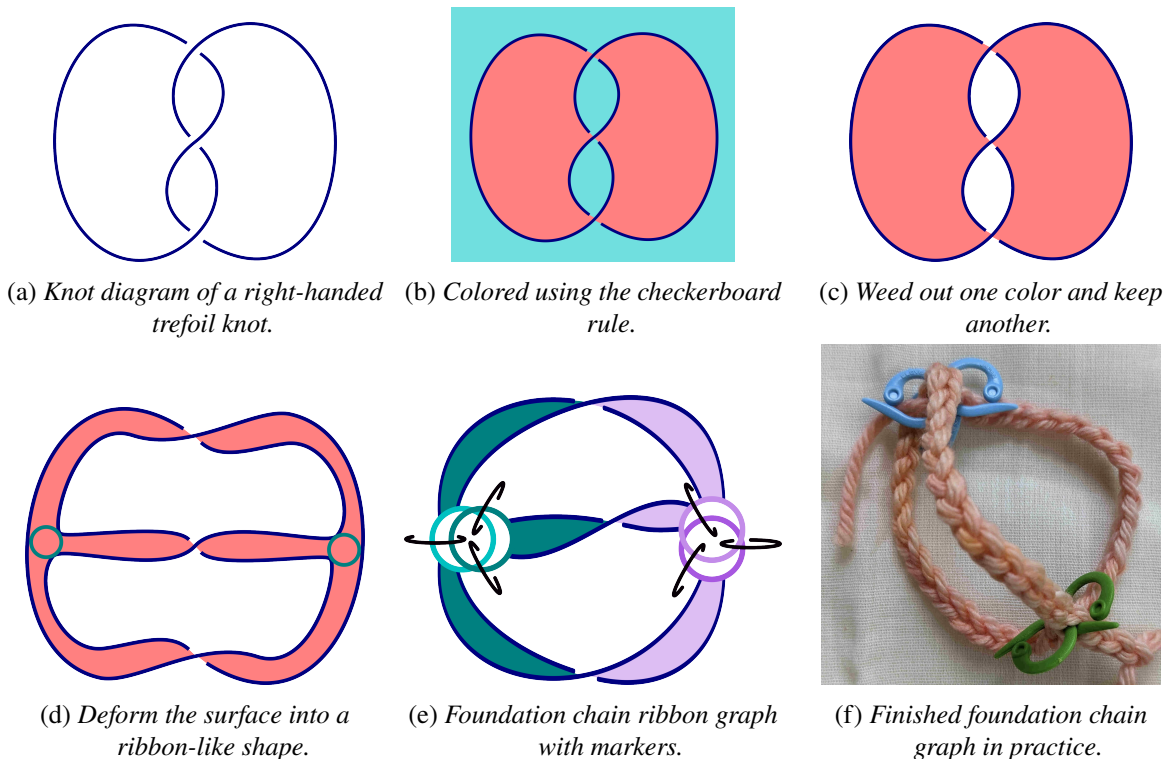 (a) Knot diagram of a right-handed
trefoil knot.
(b) Colored using the checkerboard
rule.
(c) Weed out one color and keep
another.
(d) Deform the surface into a
ribbon-like shape.
(e) Foundation chain ribbon graph
with markers.
(f) Finished foundation chain
graph in practice.